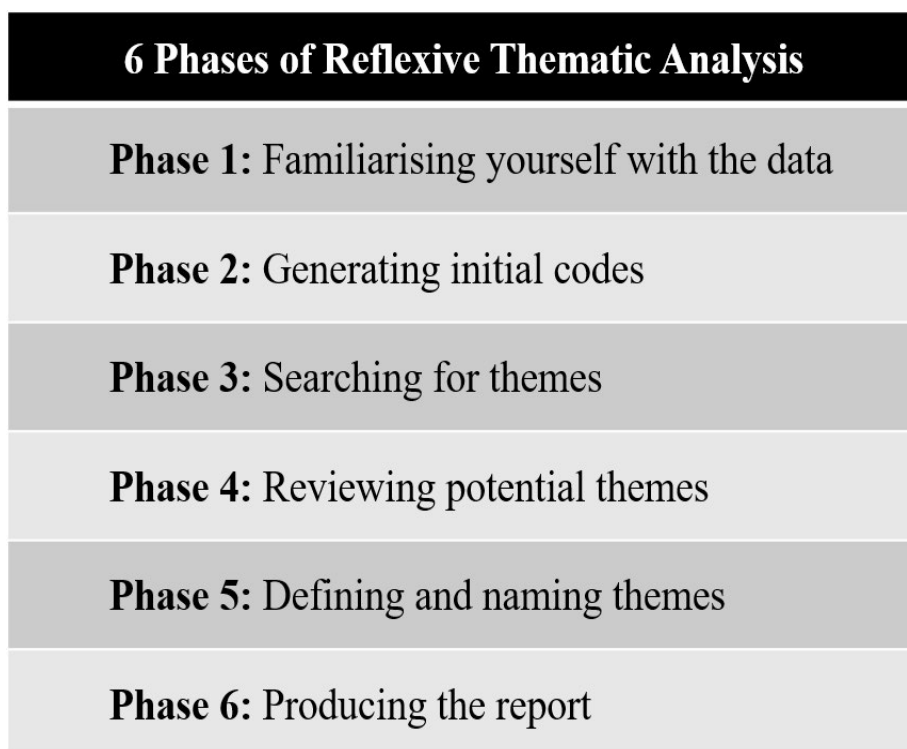 6 Phases of Reflexive Thematic Analysis
Phase 1: Familiarising yourself with the data
Phase 2: Generating initial codes
Phase 3: Searching for themes
Phase 4: Reviewing potential themes
Phase 5: Defining and naming themes
Phase 6: Producing the report